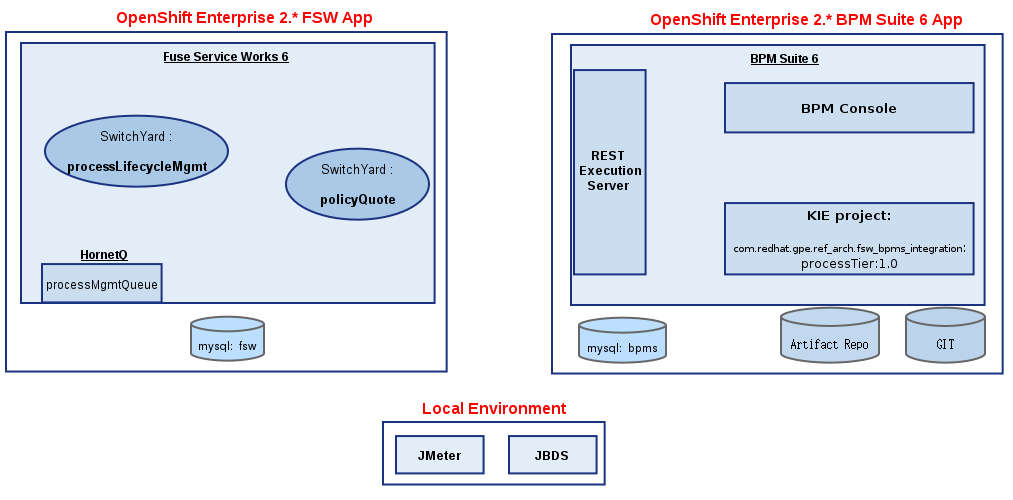 OpenShift Enterprise 2.* FSW App
Fuse Service Works 6
SwitchYard :
processLifecycleMgmt
SwitchYard :
policyQuote
HornetQ
processMgmtQueue
mysql: fsw
OpenShift Enterprise 2.* BPM Suite 6 App
BPM Suite 6
REST
Execution
Server
BPM Console
KIE project:
com.redhat.gpe.ref_arch.fsw_bpms_integration:
processTier:1.0
mysql: bpms
Artifact Repo
GIT
Local Environment
JMeter
JBDS